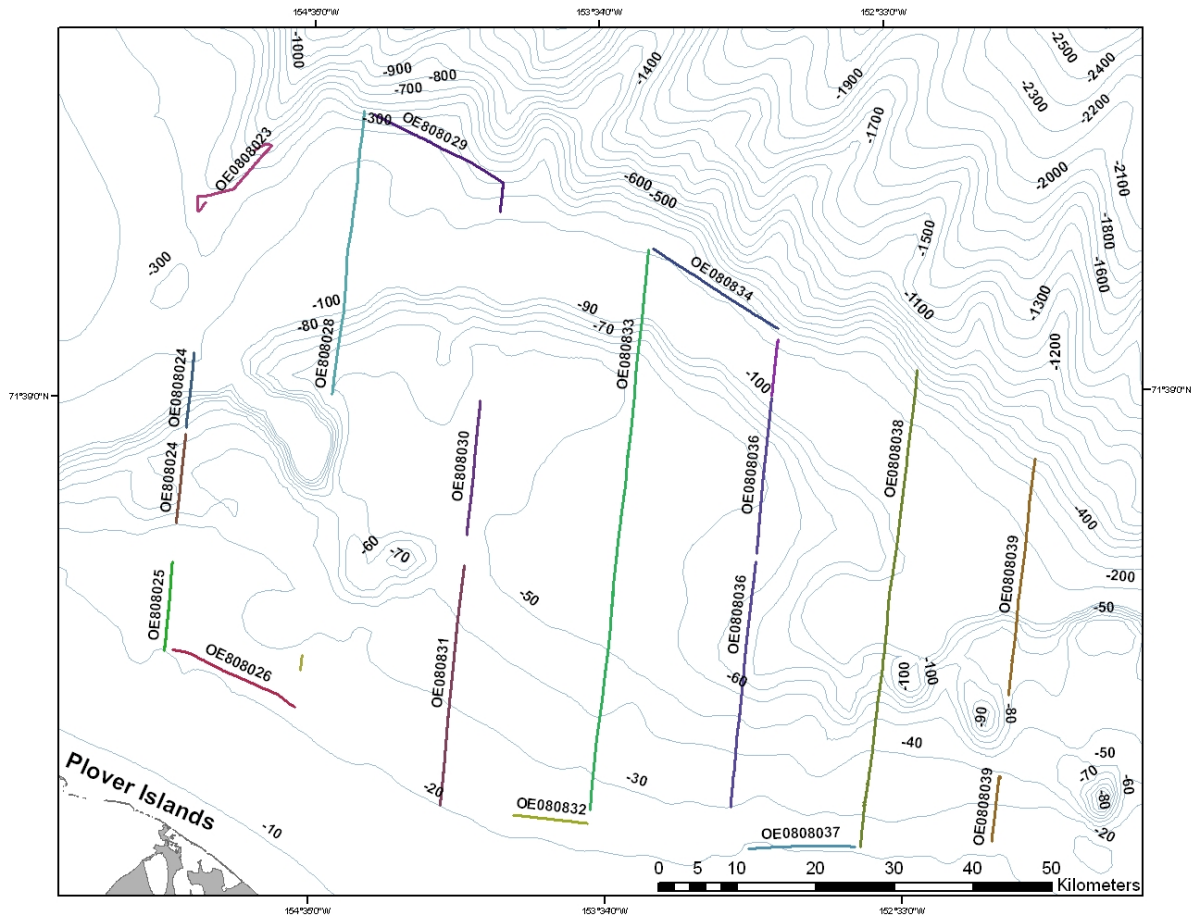 154°35'0"W
153°34'0"W
152°33'0"W
-1000
-900
-800
-700
-1400
-1900
-2500
-2400
-2300
-2200
-1700
-300
OE808029
OE0808023
-600
-500
-2000
-2100
-1500
-1800
-1600
-300
OE080834
-1100
-1300
-100
-80
-90
-70
OE080833
-1200
OE0808028
OE0808024
-100
71°39'0"N
71°39'0"N
OE808024
OE808030
OE0808036
OE0808038
-400
-60
-70
OE0808039
-200
OE808025
-50
OE0808036
-50
OE808026
OE080831
-60
-100
-100
-90
-80
-40
-50
Plover Islands
-20
-30
-70
-60
-80
OE080832
OE0808037
OE0808039
-20
-10
0 5 10 20 30 40 50
Kilometers
154°35'0"W
153°34'0"W
152°33'0"W